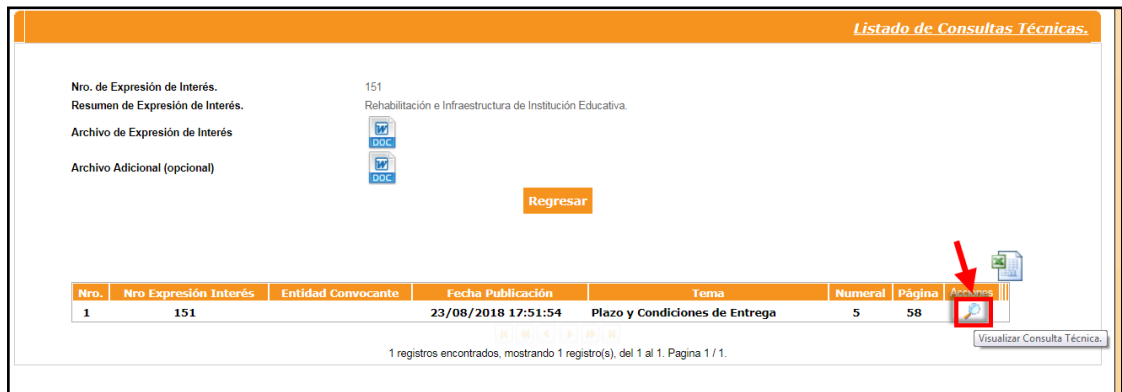 Listado de Consultas Técnicas.
Nro. de Expresión de Interés. 151
Resumen de Expresión de Interés. Rehabilitación e Infraestructura de Institución Educativa.
Archivo de Expresión de Interés W DOC
Archivo Adicional (opcional) W DOC
Regresar
Nro. Nro Expresión Interés Entidad Convocante Fecha Publicación Tema Numeral Página Acciones
1 151 23/08/2018 17:51:54 Plazo y Condiciones de Entrega 5 58
Visualizar Consulta Técnica.
1 registros encontrados, mostrando 1 registro(s), del 1 al 1. Pagina 1 / 1.